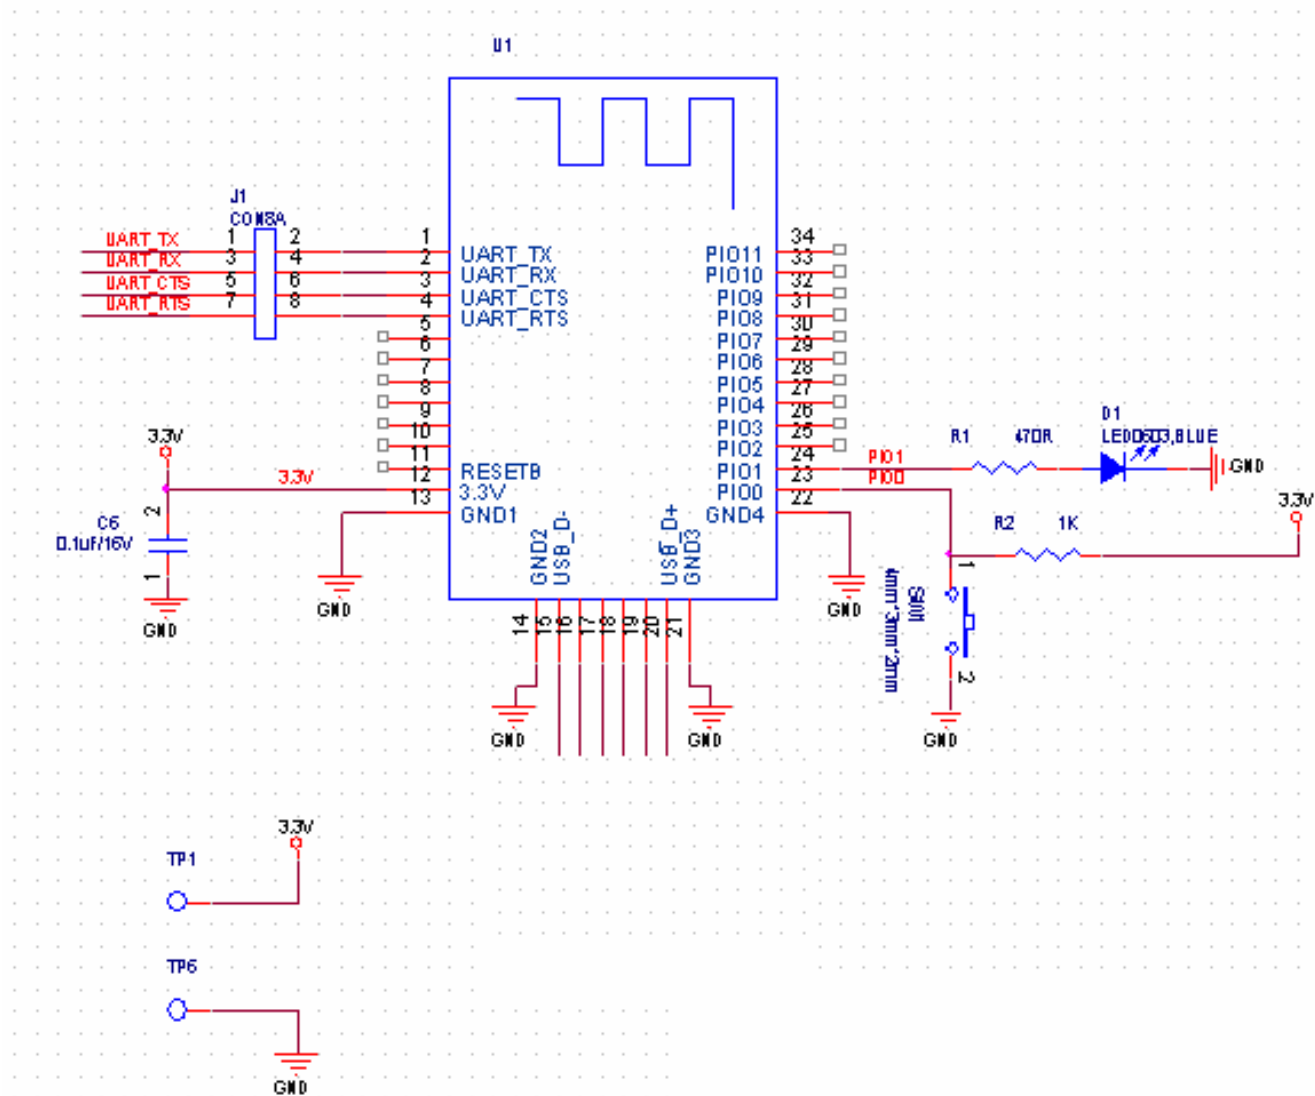 U1
J1
CON8A
UART_TX 1 2 1 UART_TX
UART_RX 3 4 2 UART_RX
UART_CTS 5 6 3 UART_CTS
UART_RTS 7 8 4 UART_RTS
5
6
7
8
9
10
11 RESETB
3.3V 3.3V 12 3.3V
13 GND1
2
C6
0.1uF/16V
1
GND
GND
PIO11 34
PIO10 33
PIO9 32
PIO8 31
PIO7 30
PIO6 29
PIO5 28
PIO4 27
PIO3 26
PIO2 25
PIO1 24 PIO1
PIO0 23 PIO0
GND4 22
R1 470R
D1
LED0603,BLUE
GND
3.3V
R2 1K
GND
1
4mm*3mm*2mm
2
GND
GND2 USB_D- USB_D+ GND3
14 15 16 17 18 19 20 21
GND GND
3.3V
TP1
TP6
GND